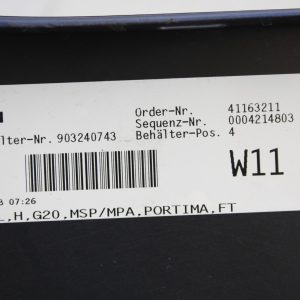 Order-Nr. 41163211
Sequenz-Nr. 0004214803
lter-Nr. 903240743 Behälter-Pos. 4
W11
07:26
,H,G20,MSP/MPA,PORTIMA,FT